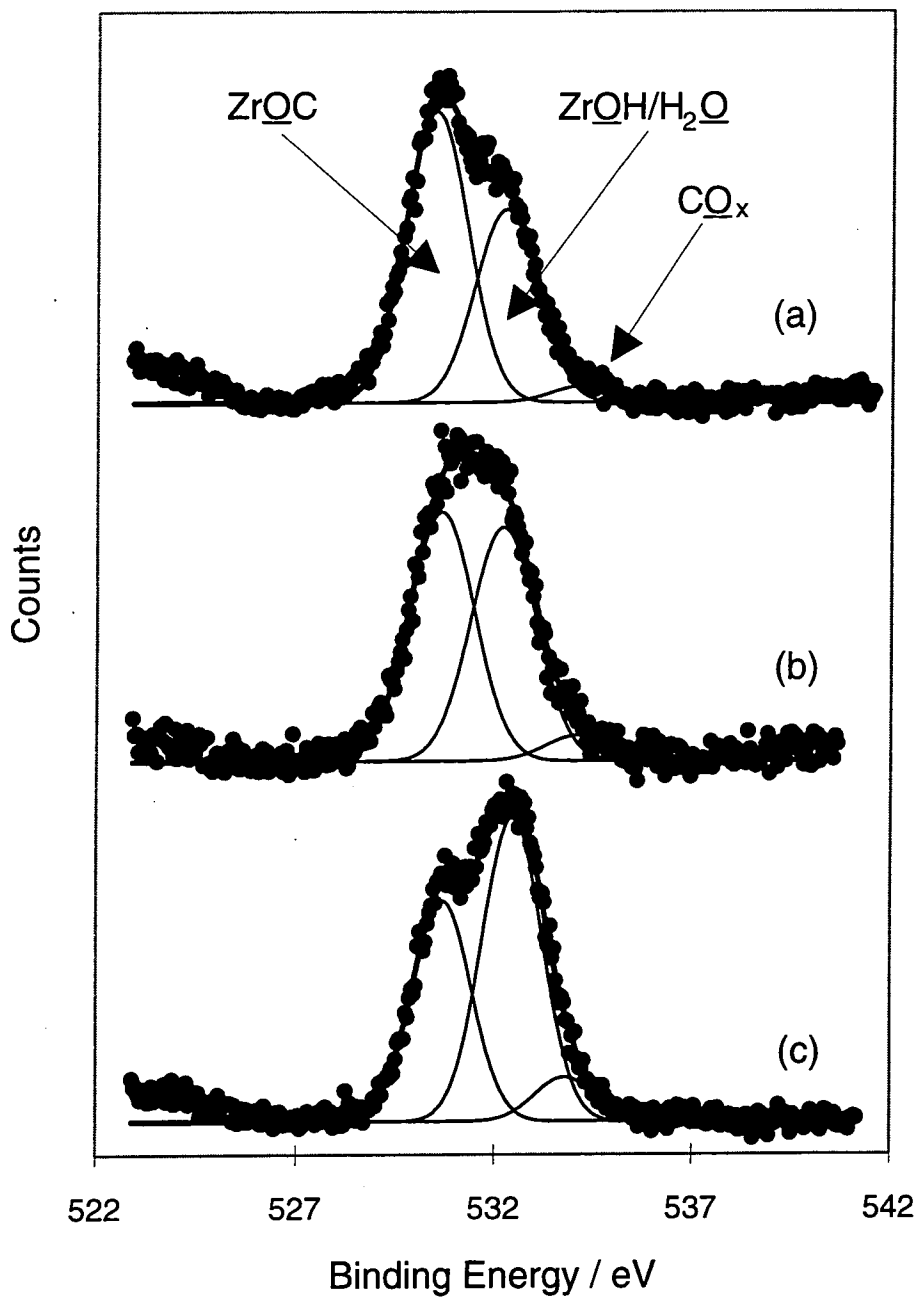 ZrOC
ZrOH/H₂O
COₓ
(a)
(b)
(c)
Counts
522 527 532 537 542
Binding Energy / eV